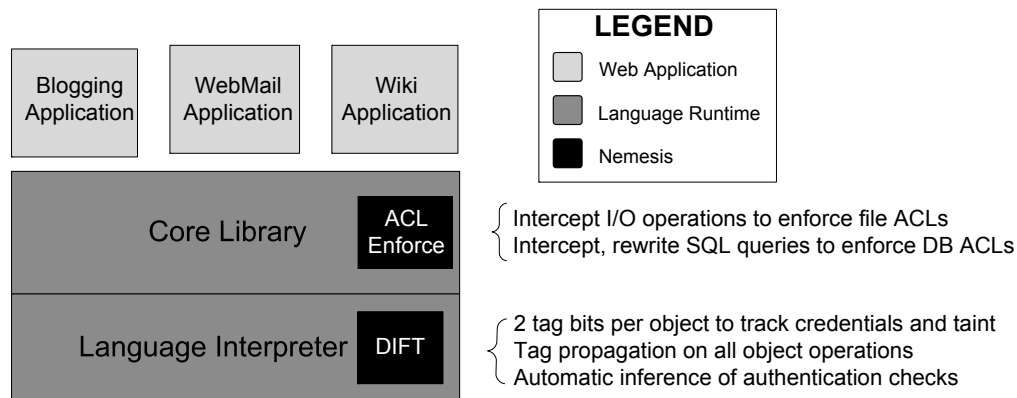 LEGEND
Web Application
Language Runtime
Nemesis
Blogging
Application
WebMail
Application
Wiki
Application
Core Library
ACL
Enforce
Intercept I/O operations to enforce file ACLs
Intercept, rewrite SQL queries to enforce DB ACLs
Language Interpreter
DIFT
2 tag bits per object to track credentials and taint
Tag propagation on all object operations
Automatic inference of authentication checks